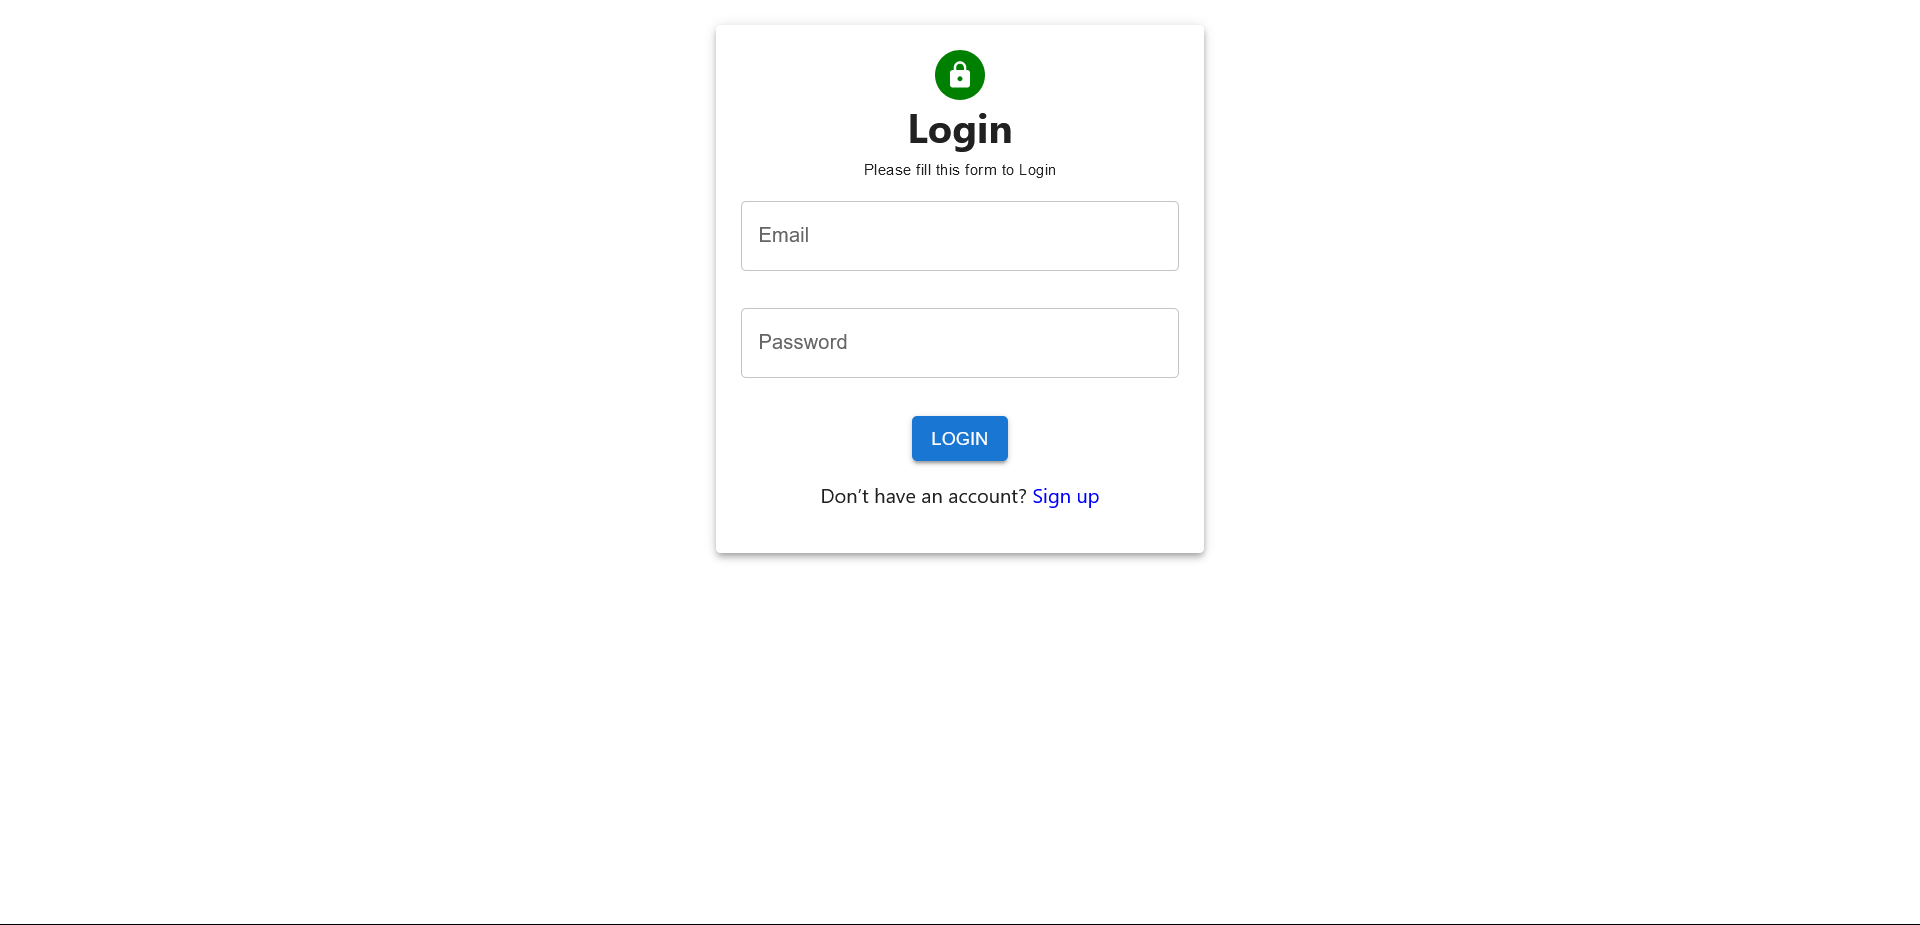 Login
Please fill this form to Login
Email
Password
LOGIN
Don't have an account? Sign up